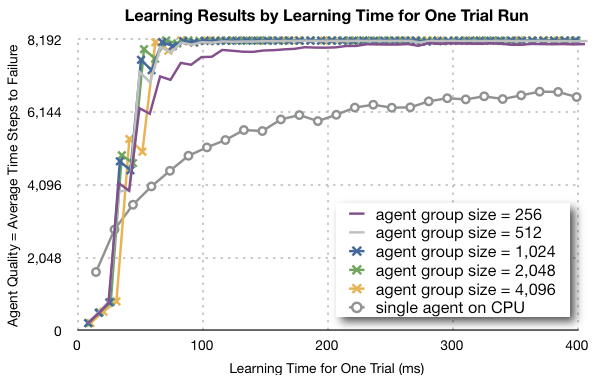 Learning Results by Learning Time for One Trial Run
Agent Quality = Average Time Steps to Failure
8,192
6,144
4,096
2,048
0
0 100 200 300 400
Learning Time for One Trial (ms)
agent group size = 256
agent group size = 512
agent group size = 1,024
agent group size = 2,048
agent group size = 4,096
single agent on CPU